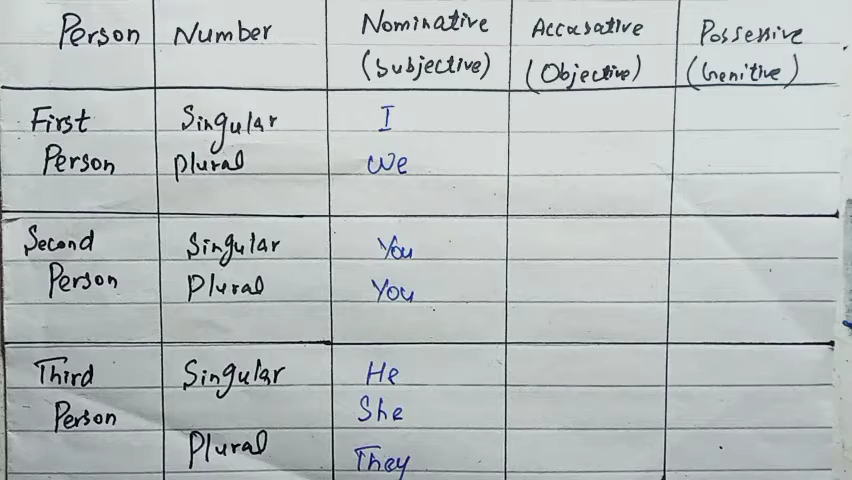 Person Number Nominative (Subjective) Accusative (Objective) Possessive (Genitive)
First Singular I
Person Plural We
Second Singular You
Person Plural You
Third Singular He
Person She
Plural They